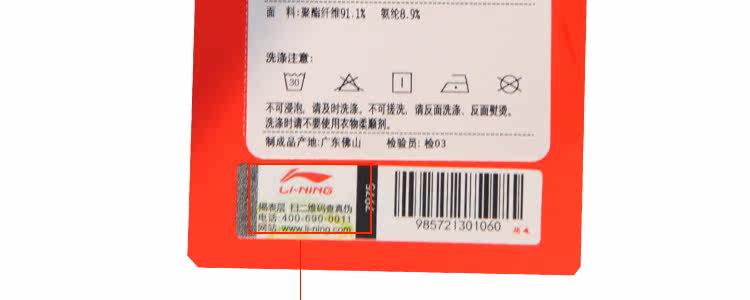 面 料:聚酯纤维91.1% 氨纶8.9%
洗涤注意:
30
不可浸泡，请及时洗涤。不可搓洗，请反面洗涤、反面熨烫。
洗涤时请不要使用衣物柔顺剂。
制成品产地:广东佛山 检验员: 检03
LI-NING
揭表层 扫二维码查真伪
电话:400-690-0011
网站: www.li-ning.com
7975
985721301060